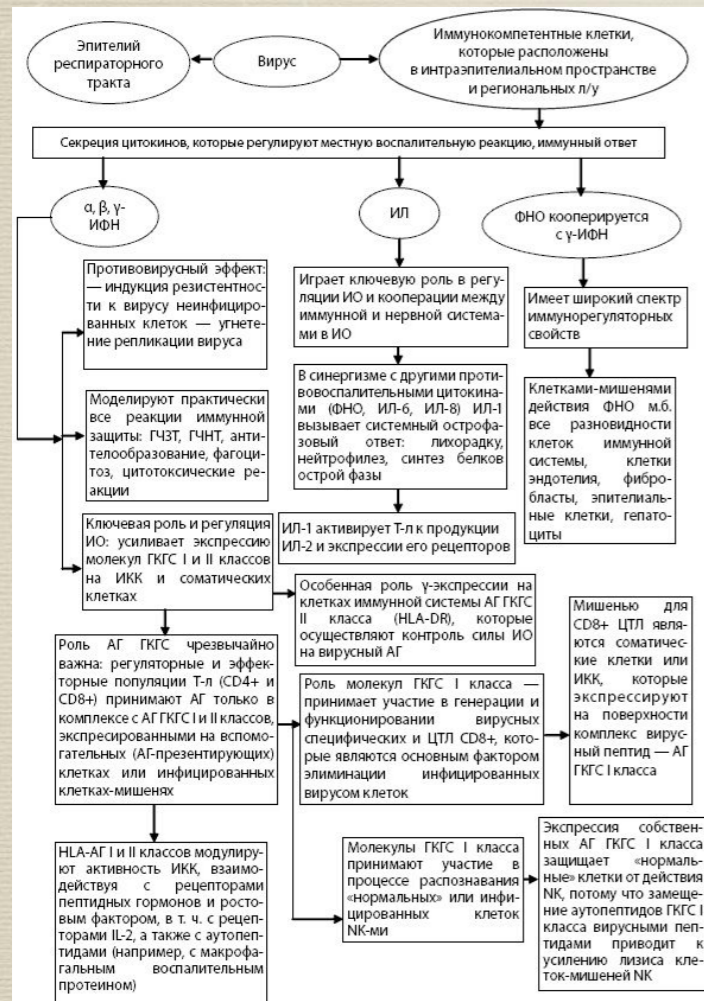 Эпителий
респираторного
тракта
Вирус
Иммунокомпетентные клетки,
которые расположены
в интраэпителиальном пространстве
и региональных л/у
Секреция цитокинов, которые регулируют местную воспалительную реакцию, иммунный ответ
α, β, γ-
ИФН
ИЛ
ФНО кооперируется
с γ-ИФН
Противовирусный эффект:
— индукция резистентнос-
ти к вирусу неинфициро-
ванных клеток — угне-
тение репликации вируса
Играет ключевую роль в регу-
ляции ИО и кооперации между
иммунной и нервной система-
ми в ИО
Имеет широкий спектр
иммунорегуляторных
свойств
Моделируют практически
все реакции иммунной
защиты: ГЧЗТ, ГЧНТ, анти-
телообразование, фагоци-
тоз, цитотоксические ре-
акции
В синергизме с другими проти-
вовоспалительными цитокина-
ми (ФНО, ИЛ-6, ИЛ-8) ИЛ-1
вызывает системный острофа-
зовый ответ: лихорадку,
нейтрофилез, синтез белков
острой фазы
Клетками-мишенями
действия ФНО м.б.
все разновидности
клеток иммунной
системы, клетки
эндотелия, фибро-
бласты, эпителиаль-
ные клетки, гепато-
циты
Ключевая роль и регуляция
ИО: усиливает экспрессию
молекул ГКГС I и II классов
на ИКК и соматических
клетках
ИЛ-1 активирует Т-л к продукции
ИЛ-2 и экспрессии его рецепторов
Особенная роль γ-экспрессии на
клетках иммунной системы АГ ГКГС
II класса (HLA-DR), которые
осуществляют контроль силы ИО
на вирусный АГ
Мишенью для
CD8+ ЦТЛ явля-
ются соматичес-
кие клетки или
ИКК, которые
экспрессируют
на поверхности
комплекс вирус-
ный пептид — АГ
ГКГС I класса
Роль АГ ГКГС чрезвычайно
важна: регуляторные и эффек-
торные популяции Т-л (CD4+ и
CD8+) принимают АГ только в
комплексе с АГ ГКГС I и II классов,
экспресированными на вспомо-
гательных (АГ-презентирующих)
клетках или инфицированных
клетках-мишенях
Роль молекул ГКГС I класса —
принимает участие в генерации и
функционировании вирусных
специфических и ЦТЛ CD8+, кото-
рые являются основным фактором
элиминации инфицированных
вирусом клеток
HLA-АГ I и II классов модулиру-
ют активность ИКК, взаимо-
действуя с рецепторами
пептидных гормонов и рос-
товым фактором, в т. ч. с рецеп-
торами IL-2, а также с аутопеп-
тидами (например, с макрофа-
гальным воспалительным
протеином)
Молекулы ГКГС I класса
принимают участие в
процессе распознавания
«нормальных» или инфи-
цированных клеток
NK-ми
Экспрессия собствен-
ных АГ ГКГС I класса
защищает «нормаль-
ные» клетки от действия
NK, потому что замеще-
ние аутопептидов ГКГС I
класса вирусными пеп-
тидами приводит к
усилению лизиса кле-
ток-мишеней NK